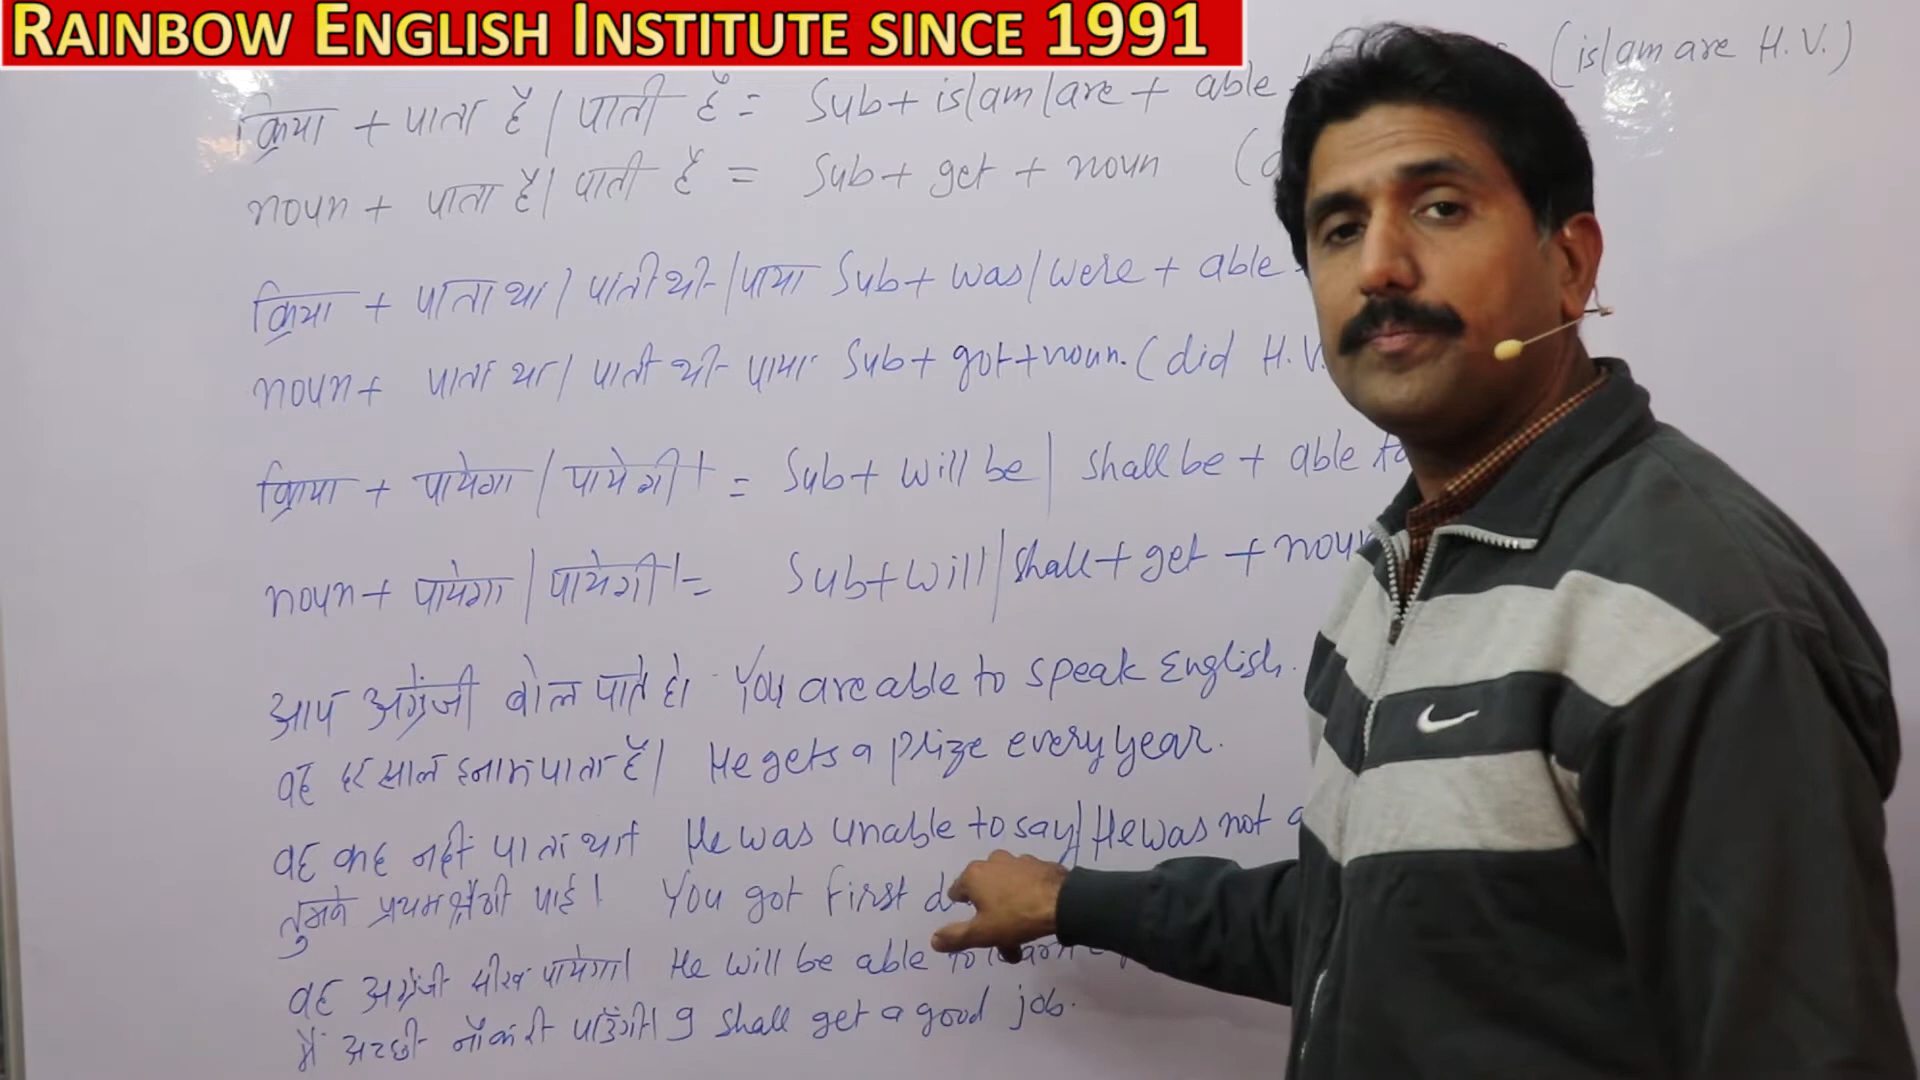 RAINBOW ENGLISH INSTITUTE SINCE 1991
(is/am are H.V.)
क्रिया + पाता है / पाती है = Sub + is/am/are + able
noun + पाता है / पाती है = Sub + get + noun
क्रिया + पाता था / पाती थी / पाया Sub + was/were + able
noun + पाता था / पाती थी पाया Sub + got + noun. (did H.V
क्रिया + पायेगा / पायेगी। = Sub + will be / shall be + able to
noun + पायेगा / पायेगी। = Sub + will / shall + get + noun
आप अंग्रेजी बोल पाते हो। You are able to speak English.
वह हर साल इनाम पाता है। He gets a prize every year.
वह कह नहीं पाता था। He was unable to say / He was not
तुमने प्रथम श्रेणी पाई। You got first
वह अंग्रेजी सीख पायेगा। He will be able to learn
मैं अच्छी नौकरी पाऊँगी। I shall get a good job.